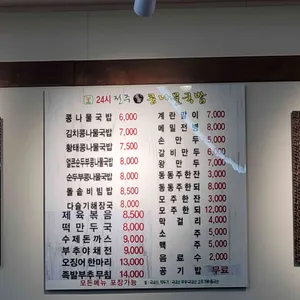 24시 전주 콩나물국밥
콩나물국밥 6,000
김치콩나물국밥 7,000
황태콩나물국밥 8,000
얼큰순두부콩나물국밥 8,000
순두부콩나물국밥 7,500
돌솥비빔밥 8,500
다슬기해장국 8,000
제육볶음 8,500
떡만두국 8,000
수제돈까스 9,000
부추야채전 9,000
오징어한마리 13,000
족발부추무침 14,000
모든메뉴 포장가능
계란말이 7,000
메밀전병 8,000
손만두 5,000
갈비만두 6,000
왕만두 7,000
동동주한잔 3,000
동동주한되 8,000
모주한잔 3,000
모주한되 12,000
막걸리 4,000
소주 5,000
맥주 5,000
음료수 2,000
공기밥 무료